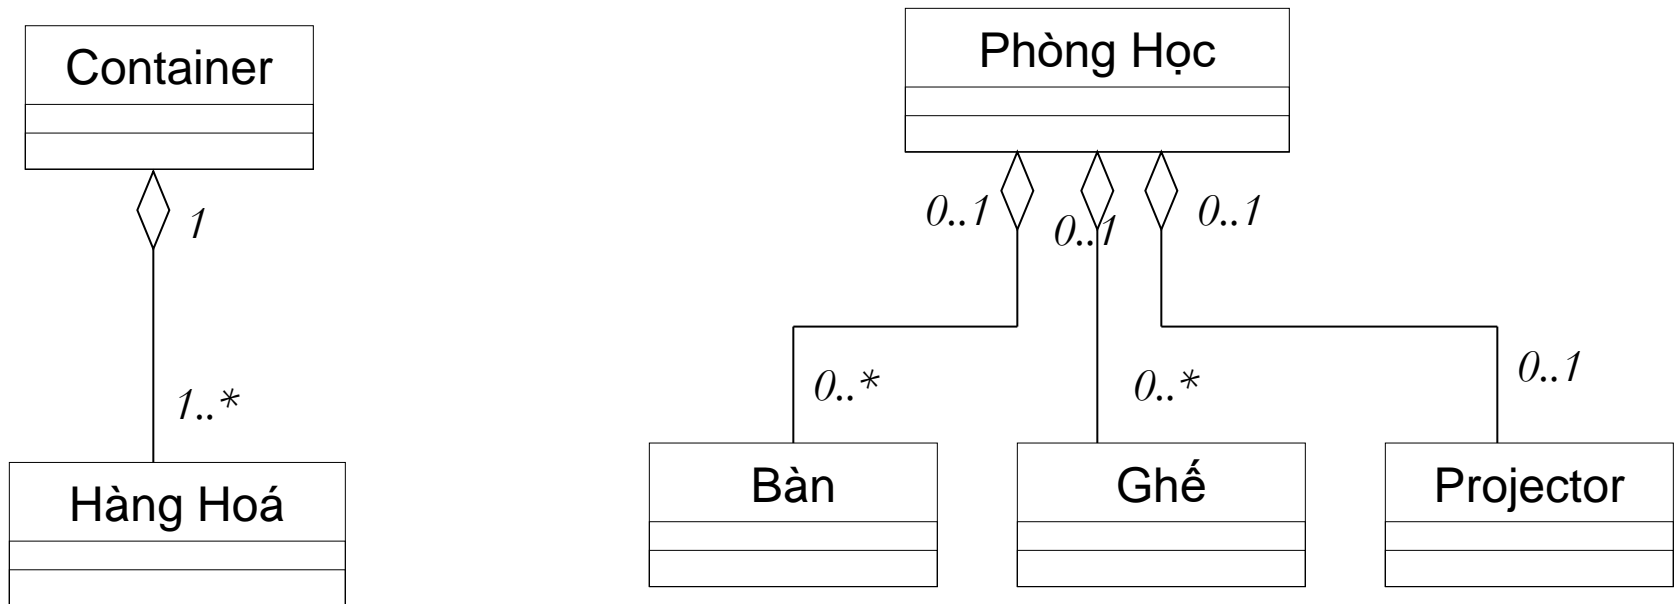 Container
1
1..*
Hàng Hoá
Phòng Học
0..1
0..1
0..1
0..*
0..*
0..1
Bàn
Ghế
Projector